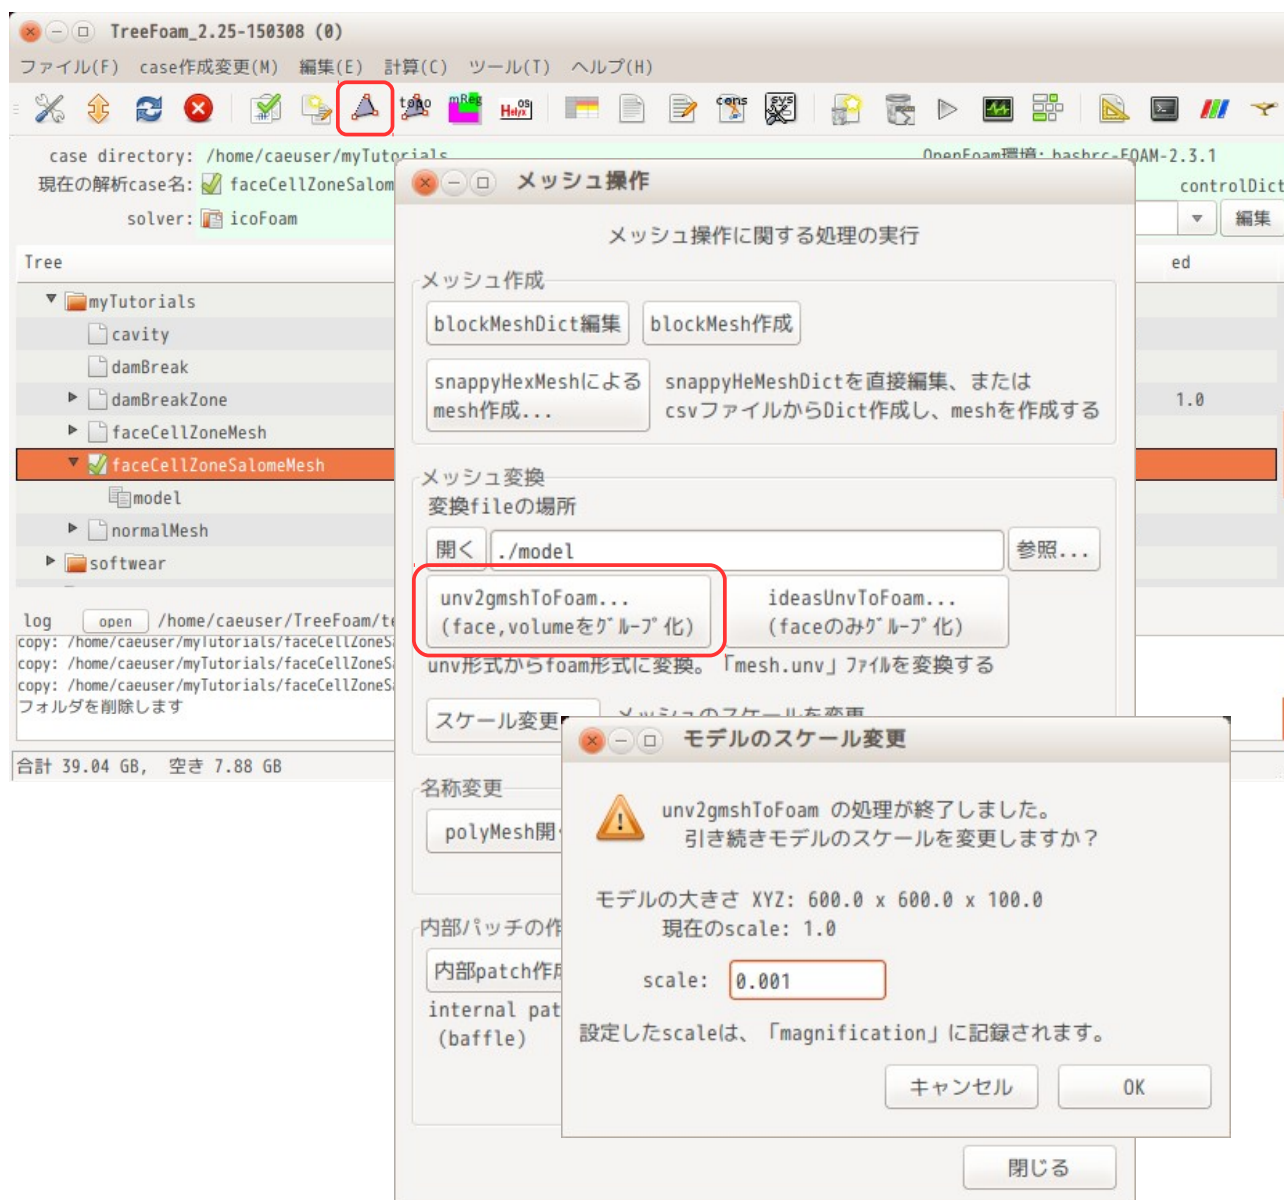 TreeFoam_2.25-150308 (0)
ファイル(F) case作成変更(M) 編集(E) 計算(C) ツール(T) ヘルプ(H)
topo mReg Helyx OS cons sys
case directory: /home/caeuser/myTutorials
OpenFoam環境: bashrc-FOAM-2.3.1
現在の解析case名: faceCellZoneSalom
controlDict
solver: icoFoam
編集
Tree
ed
myTutorials
cavity
damBreak
damBreakZone
1.0
faceCellZoneMesh
faceCellZoneSalomeMesh
model
normalMesh
softwear
log open /home/caeuser/TreeFoam/te
copy: /home/caeuser/myTutorials/faceCellZoneS
copy: /home/caeuser/myTutorials/faceCellZoneS
copy: /home/caeuser/myTutorials/faceCellZoneS
フォルダを削除します
合計 39.04 GB, 空き 7.88 GB
メッシュ操作
メッシュ操作に関する処理の実行
メッシュ作成
blockMeshDict編集 blockMesh作成
snappyHexMeshによる
mesh作成...
snappyHeMeshDictを直接編集、または
csvファイルからDict作成し、meshを作成する
メッシュ変換
変換fileの場所
開く ./model 参照...
unv2gmshToFoam...
(face,volumeをｸﾞﾙｰﾌﾟ化)
ideasUnvToFoam...
(faceのみｸﾞﾙｰﾌﾟ化)
unv形式からfoam形式に変換。「mesh.unv」ﾌｧｲﾙを変換する
スケール変更 メッシュのスケールを変更
名称変更
polyMesh開
内部パッチの作
内部patch作成
internal pat
(baffle)
閉じる
モデルのスケール変更
unv2gmshToFoam の処理が終了しました。
引き続きモデルのスケールを変更しますか？
モデルの大きさ XYZ: 600.0 x 600.0 x 100.0
現在のscale: 1.0
scale: 0.001
設定したscaleは、「magnification」に記録されます。
キャンセル OK